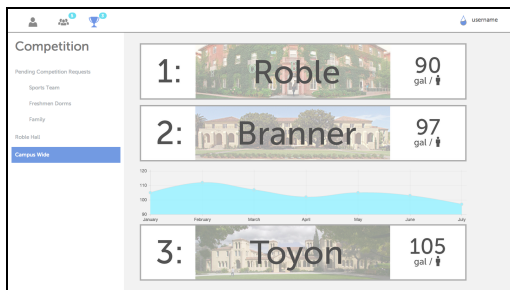 username
Competition
Pending Competition Requests
Sports Team
Freshmen Dorms
Family
Roble Hall
Campus Wide
1: Roble 90
gal /
2: Branner 97
gal /
120
110
100
90
January February March April May June July
3: Toyon 105
gal /